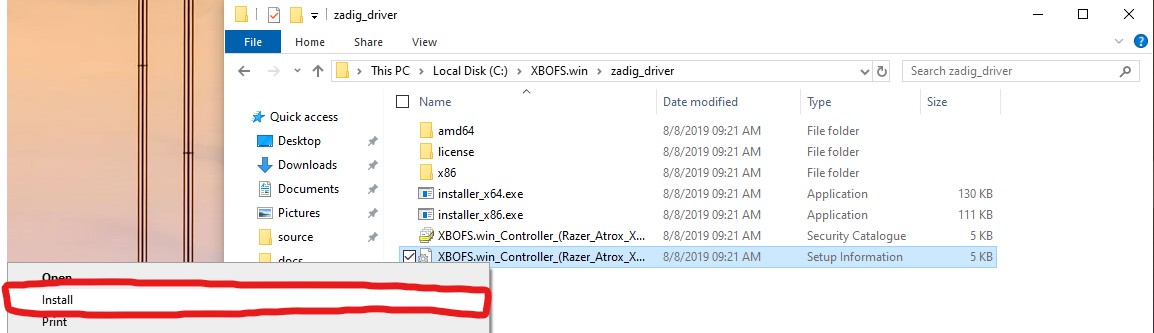 zadig_driver
File Home Share View
This PC Local Disk (C:) XBOFS.win zadig_driver Search zadig_driver
Name Date modified Type Size
Quick access
Desktop
Downloads
Documents
Pictures
source
docs
amd64 8/8/2019 09:21 AM File folder
license 8/8/2019 09:21 AM File folder
x86 8/8/2019 09:21 AM File folder
installer_x64.exe 8/8/2019 09:21 AM Application 130 KB
installer_x86.exe 8/8/2019 09:21 AM Application 111 KB
XBOFS.win_Controller_(Razer_Atrox_X... 8/8/2019 09:21 AM Security Catalogue 5 KB
XBOFS.win_Controller_(Razer_Atrox_X... 8/8/2019 09:21 AM Setup Information 5 KB
Open
Install
Print